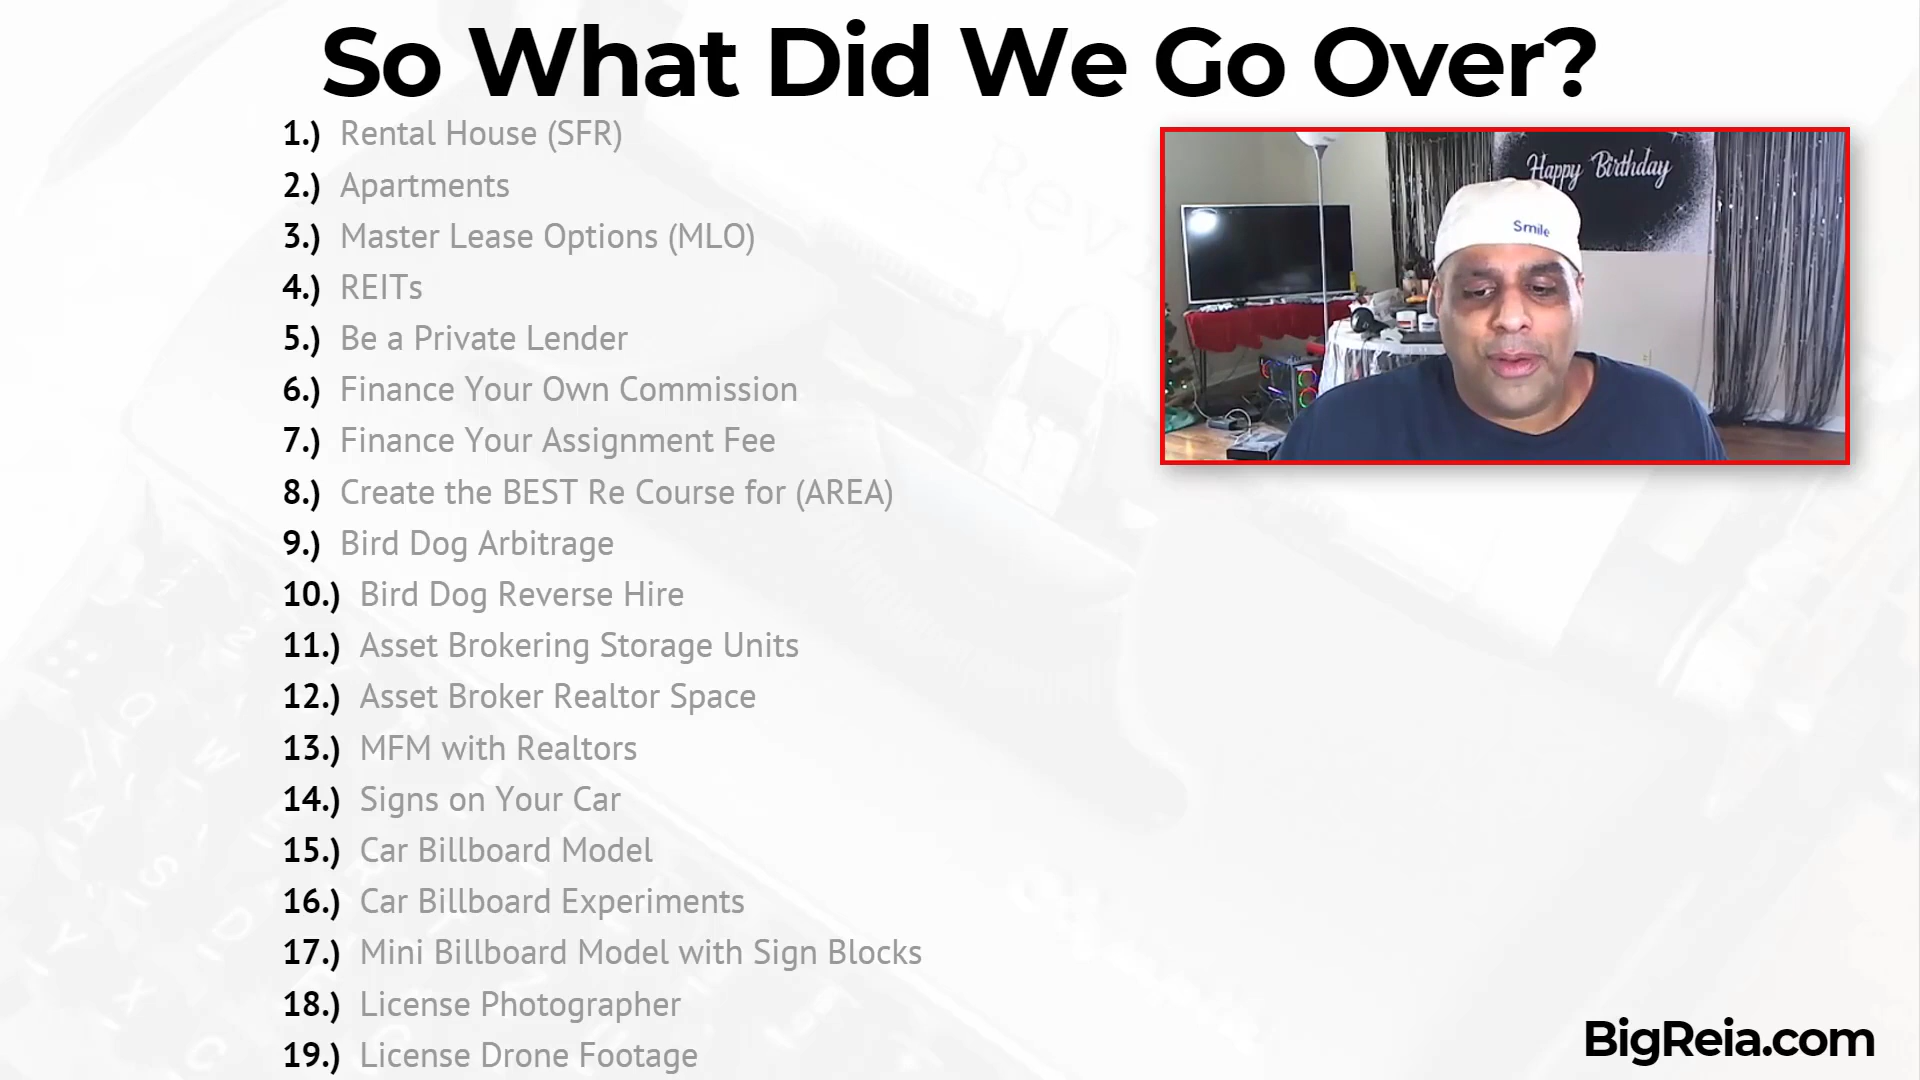 So What Did We Go Over?
1.) Rental House (SFR)
2.) Apartments
3.) Master Lease Options (MLO)
4.) REITs
5.) Be a Private Lender
6.) Finance Your Own Commission
7.) Finance Your Assignment Fee
8.) Create the BEST Re Course for (AREA)
9.) Bird Dog Arbitrage
10.) Bird Dog Reverse Hire
11.) Asset Brokering Storage Units
12.) Asset Broker Realtor Space
13.) MFM with Realtors
14.) Signs on Your Car
15.) Car Billboard Model
16.) Car Billboard Experiments
17.) Mini Billboard Model with Sign Blocks
18.) License Photographer
19.) License Drone Footage
Happy Birthday
Smile
BigReia.com